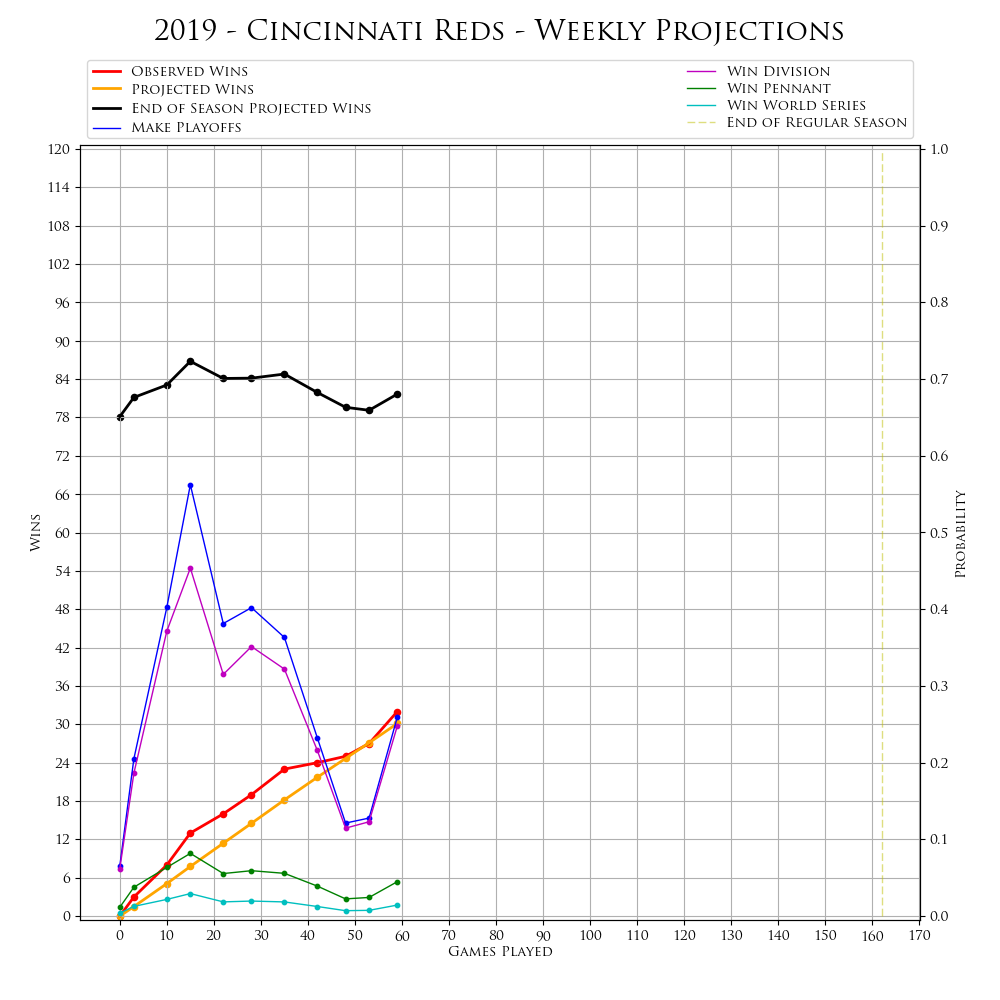 2019 - Cincinnati Reds - Weekly Projections
Observed Wins
Projected Wins
End of Season Projected Wins
Make Playoffs
Win Division
Win Pennant
Win World Series
End of Regular Season
120
114
108
102
96
90
84
78
72
66
60
54
48
42
36
30
24
18
12
6
0
Wins
1.0
0.9
0.8
0.7
0.6
0.5
0.4
0.3
0.2
0.1
0.0
Probability
0 10 20 30 40 50 60 70 80 90 100 110 120 130 140 150 160 170
Games Played